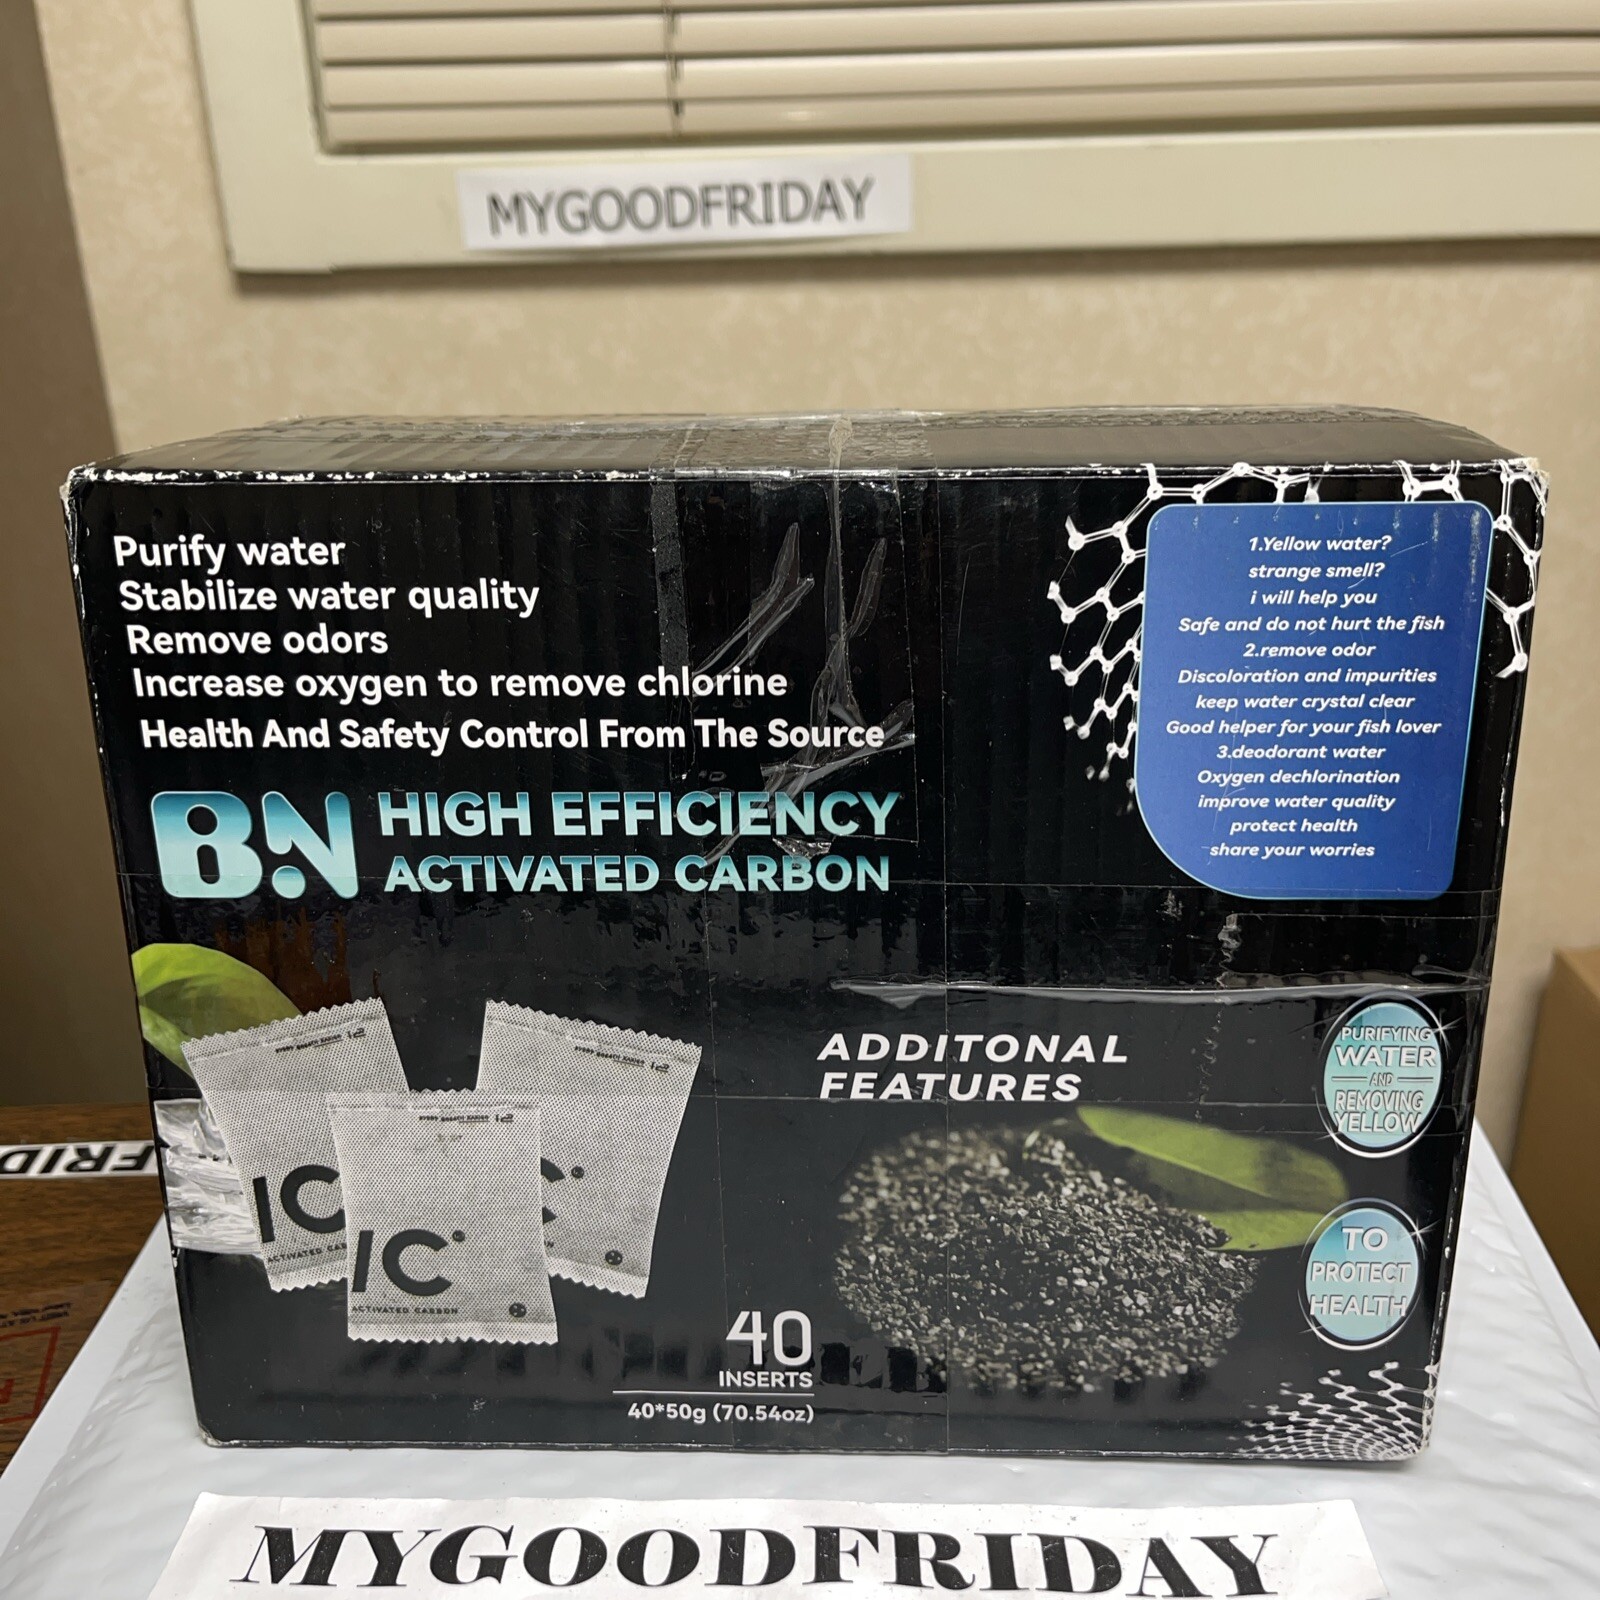 MYGOODFRIDAY
Purify water
Stabilize water quality
Remove odors
Increase oxygen to remove chlorine
Health And Safety Control From The Source
BN HIGH EFFICIENCY
ACTIVATED CARBON
1.Yellow water?
strange smell?
i will help you
Safe and do not hurt the fish
2.remove odor
Discoloration and impurities
keep water crystal clear
Good helper for your fish lover
3.deodorant water
Oxygen dechlorination
improve water quality
protect health
share your worries
IC
ACTIVATED CAR
IC
ACTIVATED CARBON
C
ADDITONAL
FEATURES
PURIFYING
WATER
AND
REMOVING
YELLOW
TO
PROTECT
HEALTH
40
INSERTS
40*50g (70.54oz)
MYGOODFRIDAY